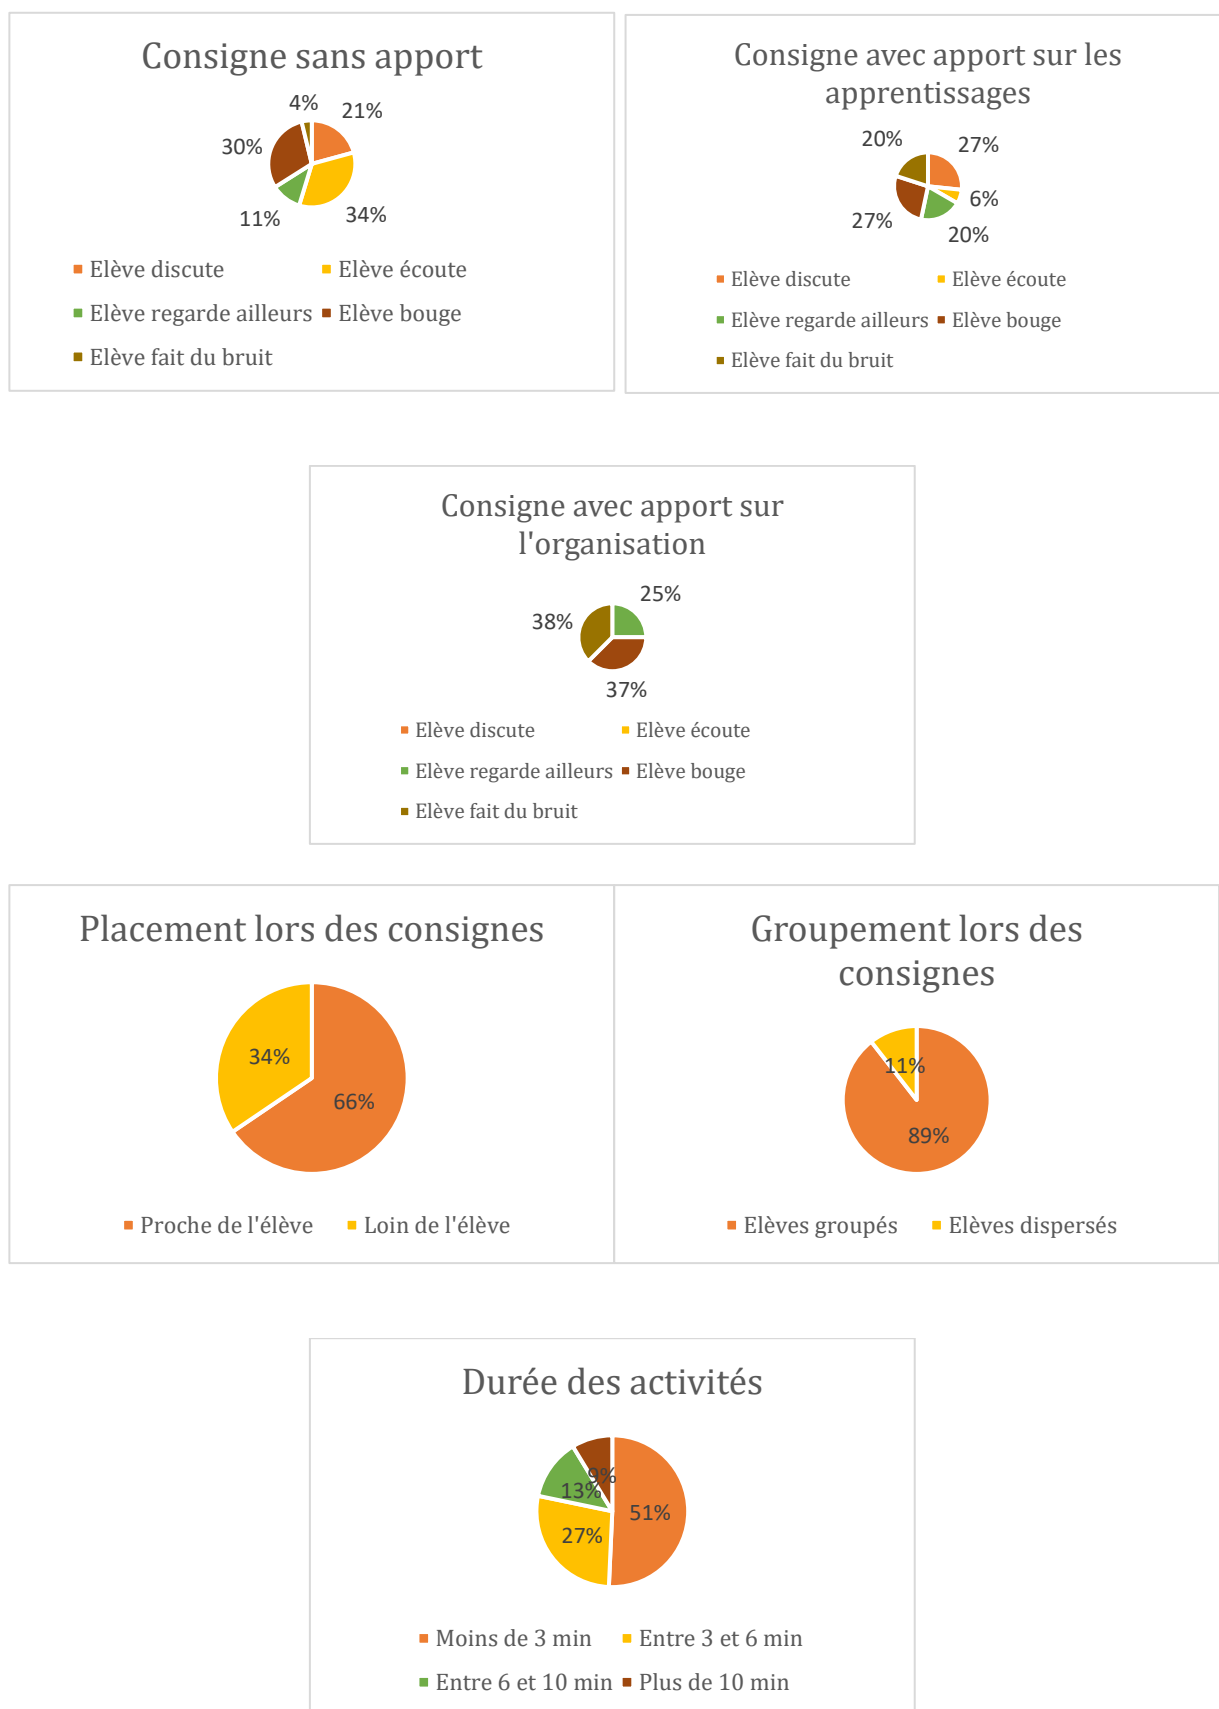 Consigne sans apport
4%
21%
30%
11%
34%
Elève discute
Elève écoute
Elève regarde ailleurs
Elève bouge
Elève fait du bruit
Consigne avec apport sur les
apprentissages
20%
27%
6%
27%
20%
Elève discute
Elève écoute
Elève regarde ailleurs
Elève bouge
Elève fait du bruit
Consigne avec apport sur
l'organisation
25%
38%
37%
Elève discute
Elève écoute
Elève regarde ailleurs
Elève bouge
Elève fait du bruit
Placement lors des consignes
34%
66%
Proche de l'élève
Loin de l'élève
Groupement lors des
consignes
11%
89%
Elèves groupés
Elèves dispersés
Durée des activités
9%
13%
51%
27%
Moins de 3 min
Entre 3 et 6 min
Entre 6 et 10 min
Plus de 10 min